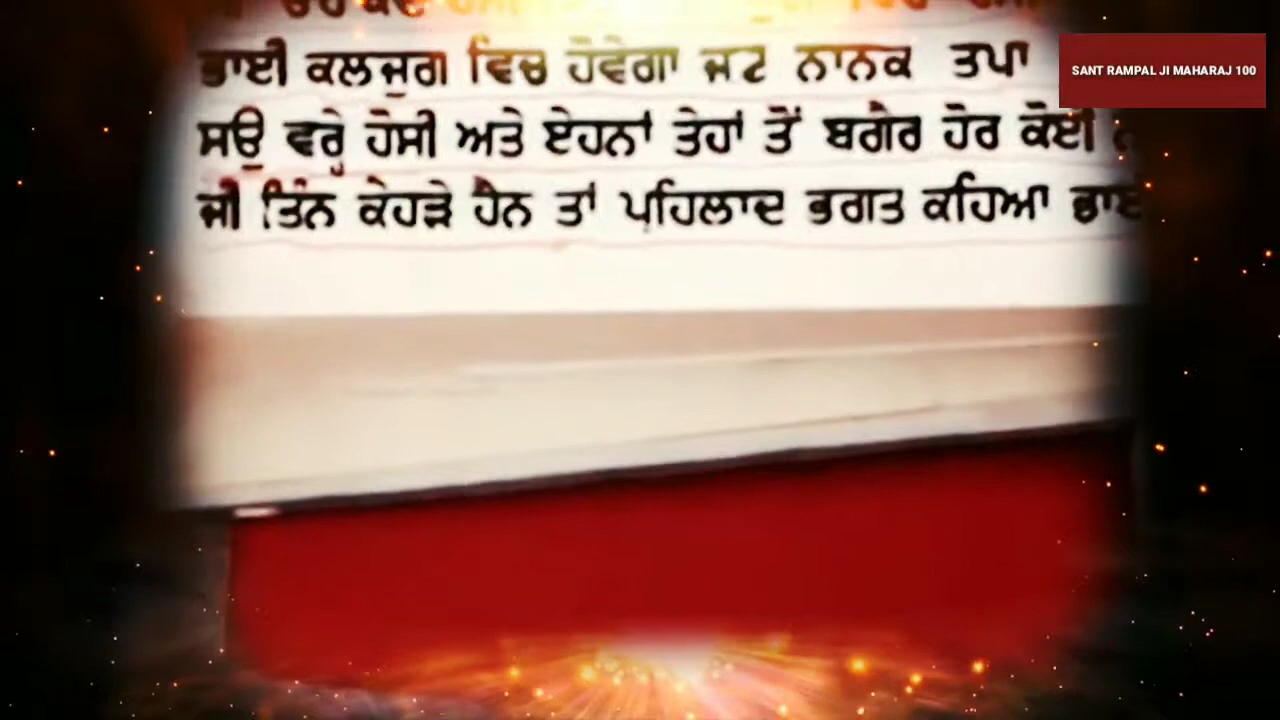 ਭਾਈ ਕਲਜੁਗ ਵਿਚ ਹੋਵੇਗਾ ਜਟ ਨਾਨਕ ਤਪਾ
SANT RAMPAL JI MAHARAJ 100
ਸਉ ਵਰ੍ਹੇ ਹੋਸੀ ਅਤੇ ਏਹਨਾਂ ਤੇਹਾਂ ਤੋਂ ਬਗੈਰ ਹੋਰ ਕੋਈ
ਜੀ ਤਿੰਨ ਕੇਹੜੇ ਹੈਨ ਤਾਂ ਪਹਿਲਾਦ ਭਗਤ ਕਹਿਆ ਭਾਈ